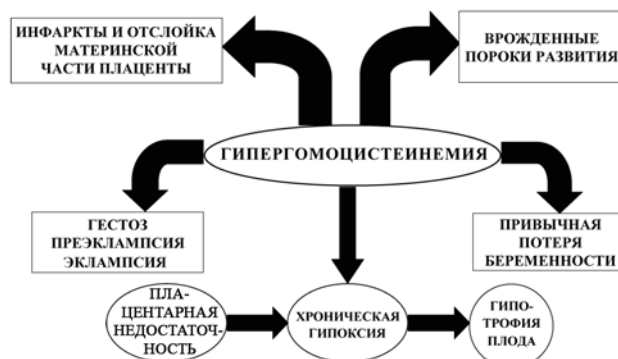 ИНФАРКТЫ И ОТСЛОЙКА
МАТЕРИНСКОЙ
ЧАСТИ ПЛАЦЕНТЫ
ВРОЖДЕННЫЕ
ПОРОКИ РАЗВИТИЯ
ГИПЕРГОМОЦИСТЕИНЕМИЯ
ГЕСТОЗ
ПРЕЭКЛАМПСИЯ
ЭКЛАМПСИЯ
ПРИВЫЧНАЯ
ПОТЕРЯ
БЕРЕМЕННОСТИ
ПЛА-
ЦЕНТАРНАЯ
НЕДОСТАТОЧ-
НОСТЬ
ХРОНИЧЕСКАЯ
ГИПОКСИЯ
ГИПО-
ТРОФИЯ
ПЛОДА